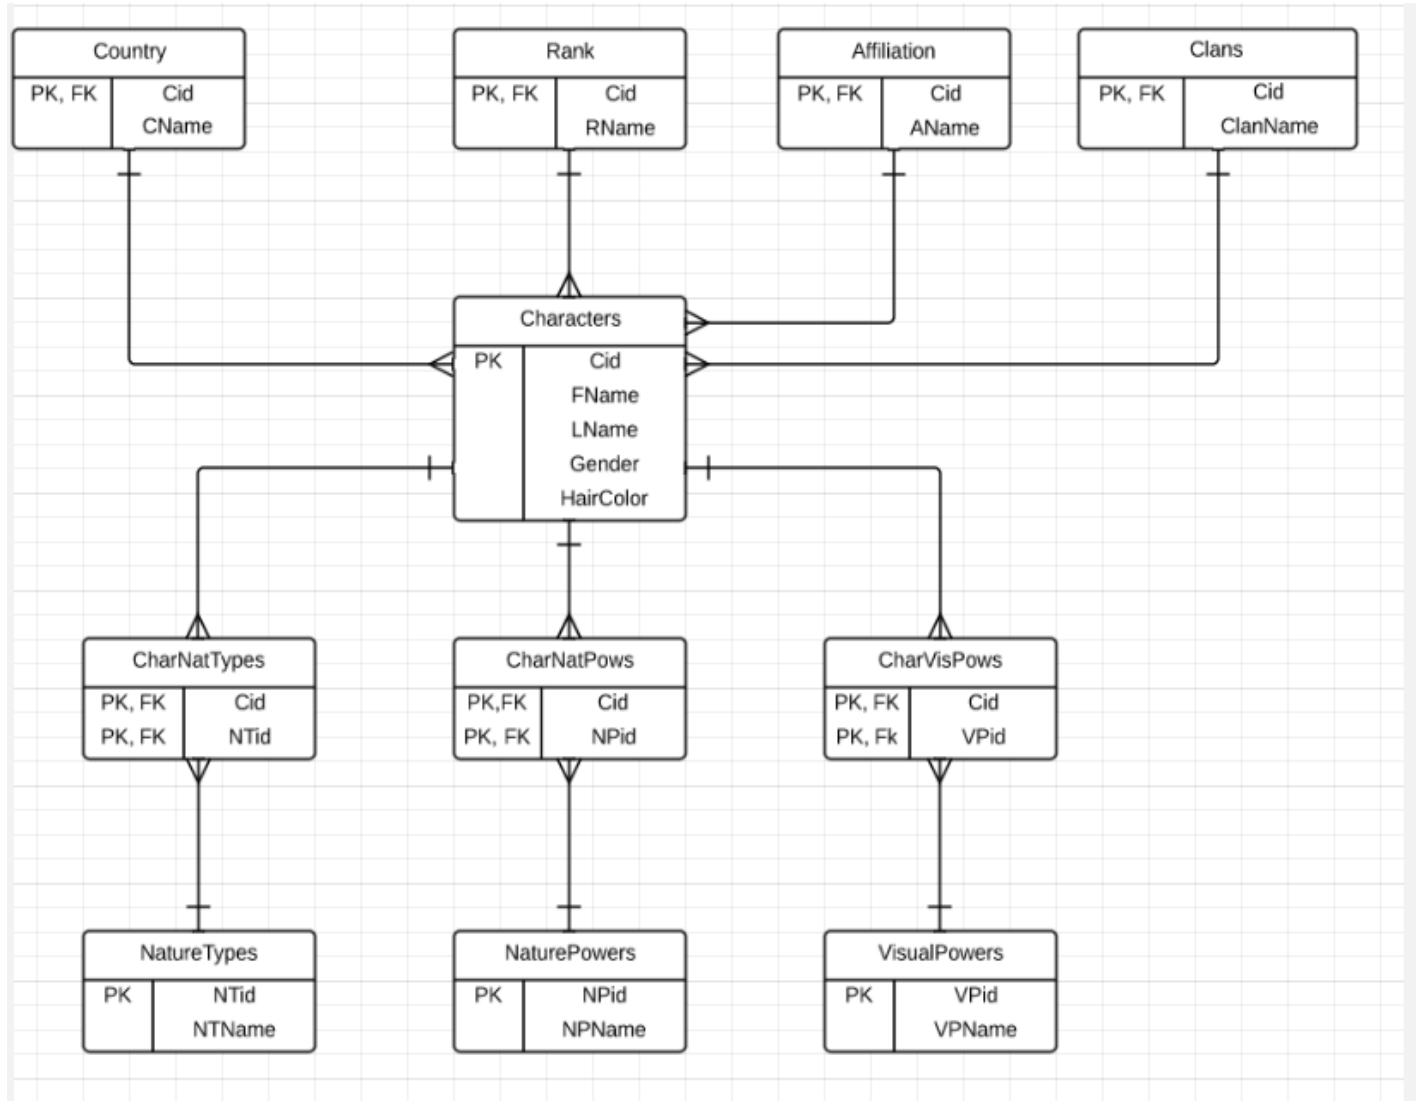 Country
PK, FK Cid
CName
Rank
PK, FK Cid
RName
Affiliation
PK, FK Cid
AName
Clans
PK, FK Cid
ClanName
Characters
PK Cid
FName
LName
Gender
HairColor
CharNatTypes
PK, FK Cid
PK, FK NTid
CharNatPows
PK,FK Cid
PK, FK NPid
CharVisPows
PK, FK Cid
PK, Fk VPid
NatureTypes
PK NTid
NTName
NaturePowers
PK NPid
NPName
VisualPowers
PK VPid
VPName